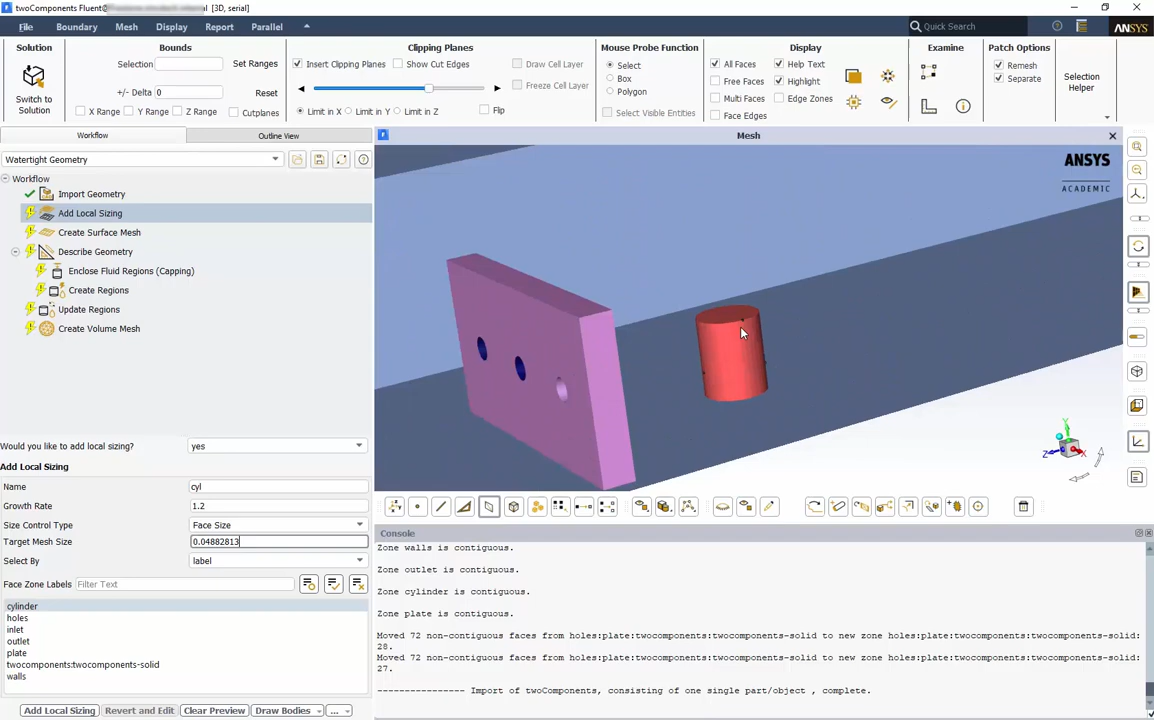 twoComponents Fluent@ l [3D, serial]
File Boundary Mesh Display Report Parallel Quick Search ANSYS
Solution Bounds Clipping Planes Mouse Probe Function Display Examine Patch Options
Selection Set Ranges Insert Clipping Planes Show Cut Edges Draw Cell Layer Select All Faces Help Text Remesh
+/- Delta 0 Reset Freeze Cell Layer Box Free Faces Highlight Separate
Switch to Solution
Selection Helper
Polygon Multi Faces Edge Zones
X Range Y Range Z Range Cutplanes Limit in X Limit in Y Limit in Z Flip Select Visible Entities Face Edges
Workflow Outline View Mesh
Watertight Geometry
Workflow
Import Geometry
Add Local Sizing
Create Surface Mesh
Describe Geometry
Enclose Fluid Regions (Capping)
Create Regions
Update Regions
Create Volume Mesh
ANSYS
ACADEMIC
Y
Z
X
Would you like to add local sizing? yes
Add Local Sizing
Name cyl
Growth Rate 1.2
Size Control Type Face Size
Target Mesh Size 0.04882813
Select By label
Face Zone Labels Filter Text
cylinder
holes
inlet
outlet
plate
twocomponents:twocomponents-solid
walls
Add Local Sizing Revert and Edit Clear Preview Draw Bodies ...
Console
Zone walls is contiguous.
Zone outlet is contiguous.
Zone cylinder is contiguous.
Zone plate is contiguous.
Moved 72 non-contiguous faces from holes:plate:twocomponents:twocomponents-solid to new zone holes:plate:twocomponents:twocomponents-solid:
28.
Moved 72 non-contiguous faces from holes:plate:twocomponents:twocomponents-solid to new zone holes:plate:twocomponents:twocomponents-solid:
27.
---------------- Import of twoComponents, consisting of one single part/object , complete.